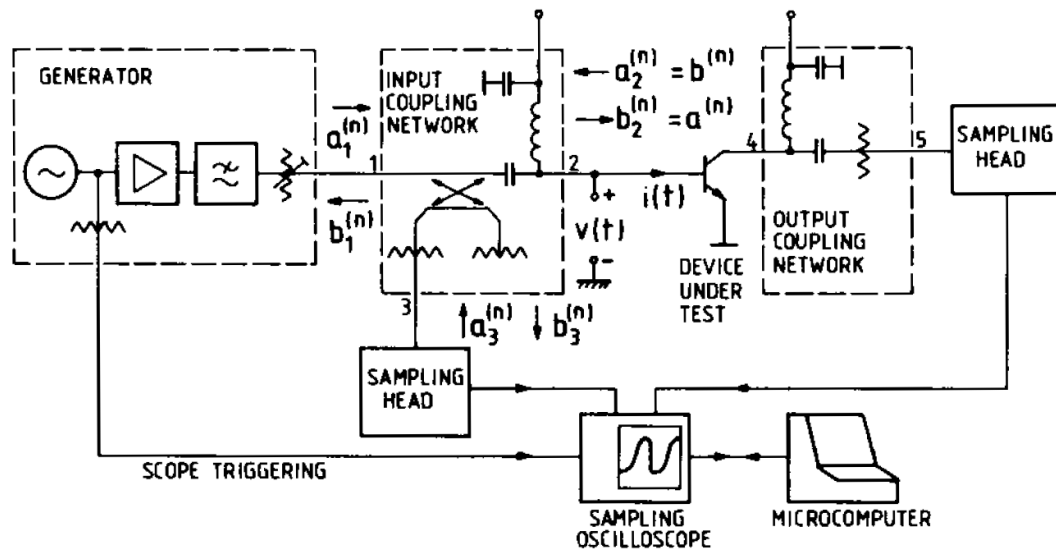 GENERATOR
a₁⁽ⁿ⁾
b₁⁽ⁿ⁾
INPUT
COUPLING
NETWORK
1
2
3
a₂⁽ⁿ⁾ = b⁽ⁿ⁾
b₂⁽ⁿ⁾ = a⁽ⁿ⁾
i(t)
+
v(t)
-
a₃⁽ⁿ⁾
b₃⁽ⁿ⁾
DEVICE
UNDER
TEST
4
5
OUTPUT
COUPLING
NETWORK
SAMPLING
HEAD
SAMPLING
HEAD
SCOPE TRIGGERING
SAMPLING
OSCILLOSCOPE
MICROCOMPUTER